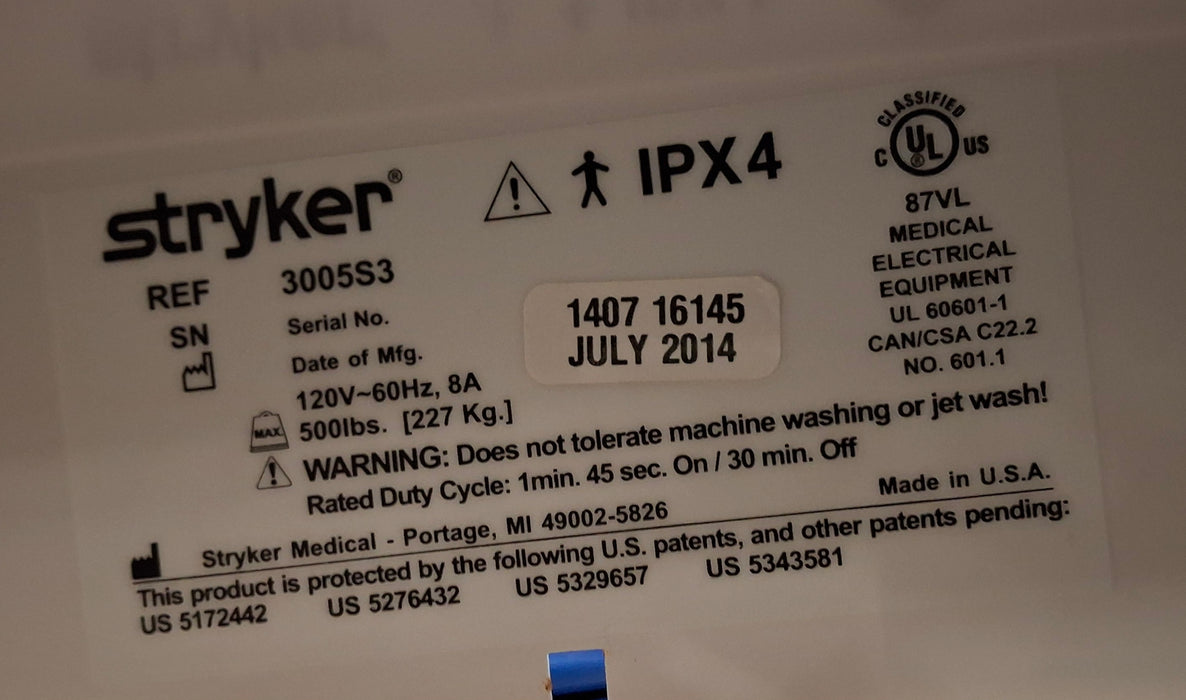 stryker®
IPX4
CLASSIFIED
C UL® US
87VL
MEDICAL
ELECTRICAL
EQUIPMENT
UL 60601-1
CAN/CSA C22.2
NO. 601.1
REF 3005S3
SN Serial No.
Date of Mfg.
1407 16145
JULY 2014
120V~60Hz, 8A
MAX 500lbs. [227 Kg.]
WARNING: Does not tolerate machine washing or jet wash!
Rated Duty Cycle: 1min. 45 sec. On / 30 min. Off
Made in U.S.A.
Stryker Medical - Portage, MI 49002-5826
This product is protected by the following U.S. patents, and other patents pending:
US 5172442 US 5276432 US 5329657 US 5343581